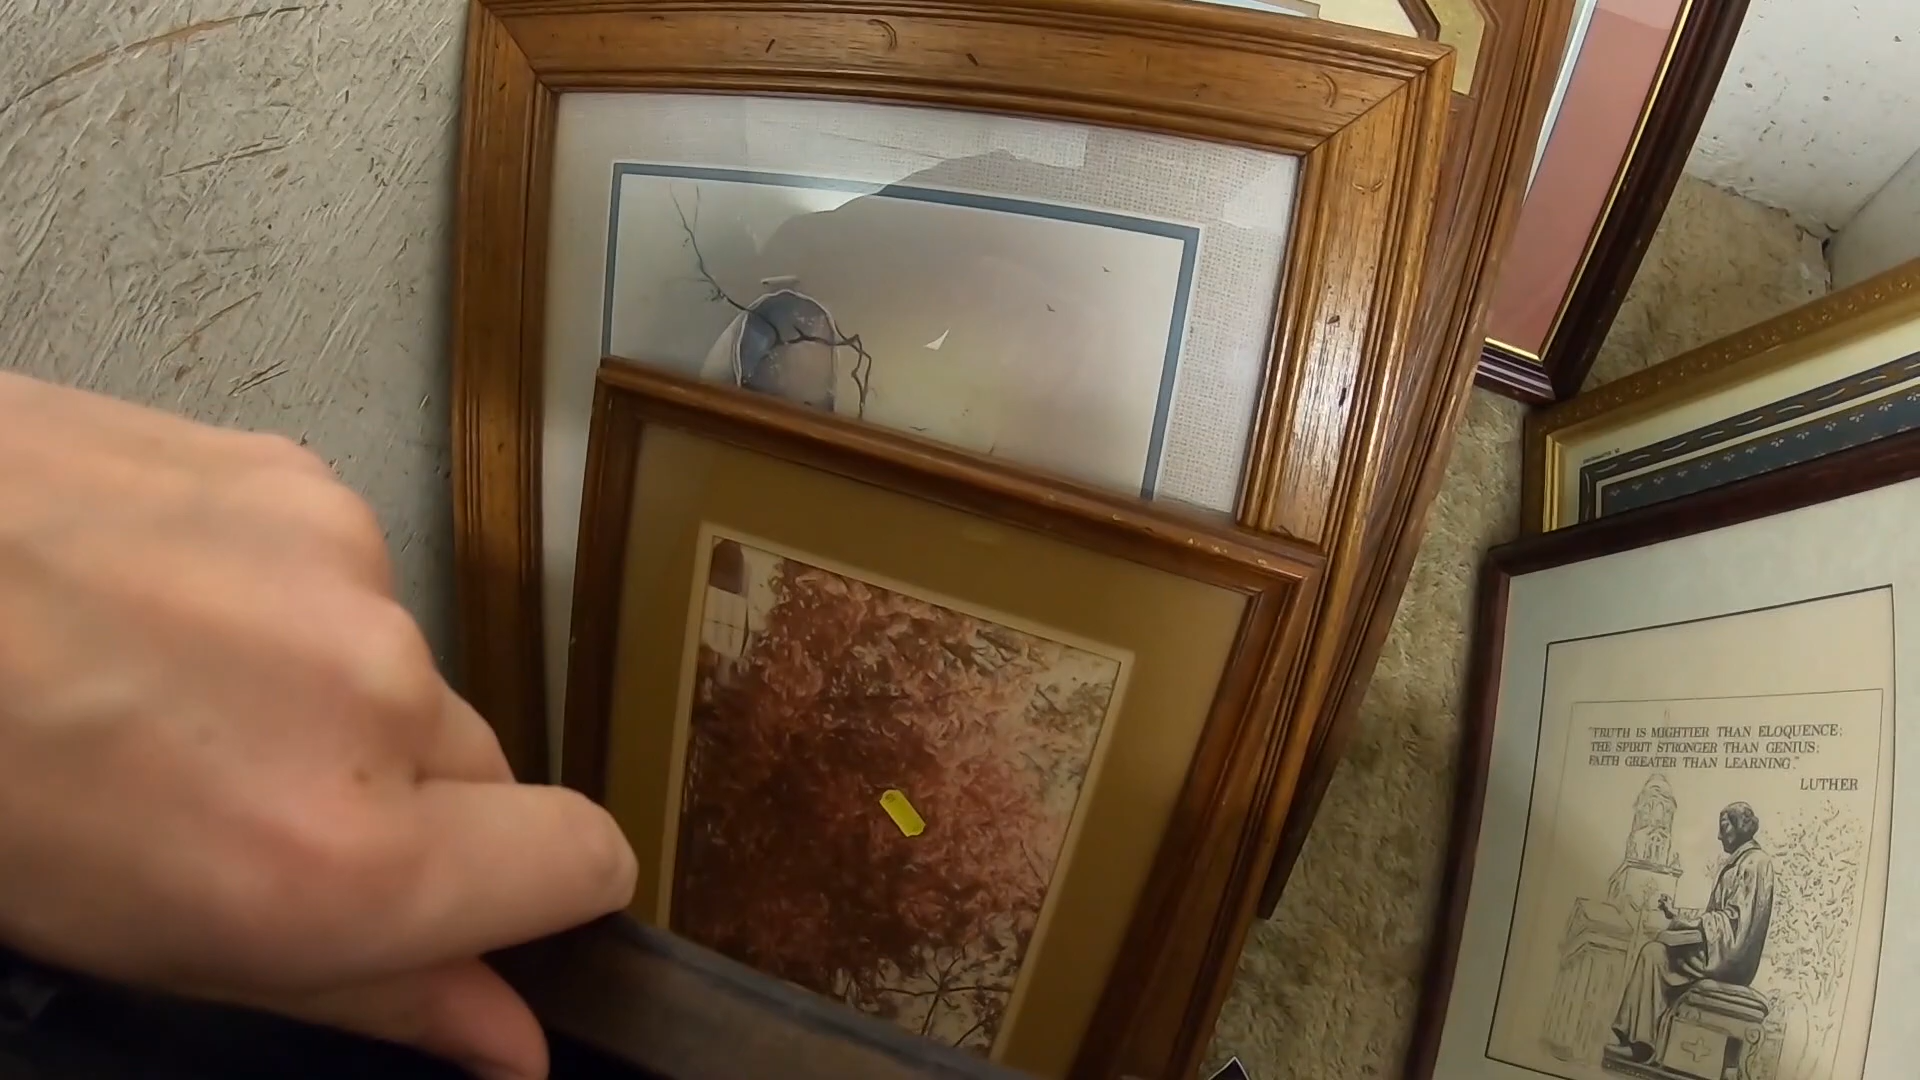 "TRUTH IS MIGHTIER THAN ELOQUENCE;
THE SPIRIT STRONGER THAN GENIUS;
FAITH GREATER THAN LEARNING."
LUTHER